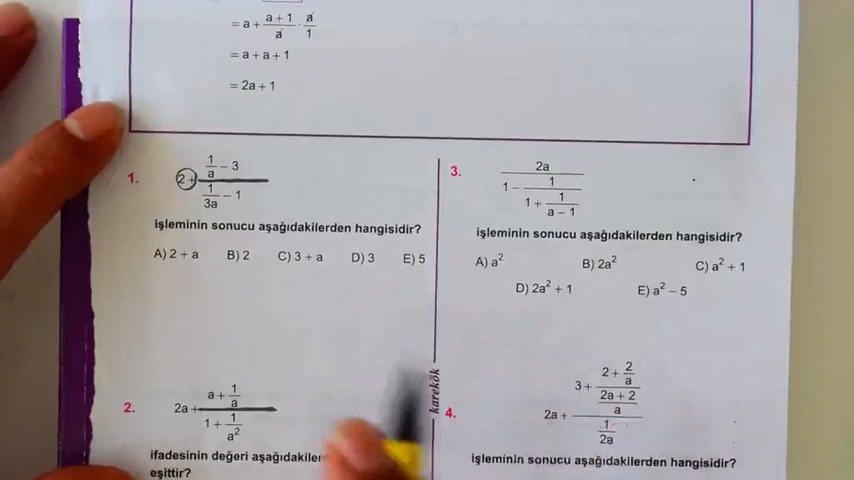 = a + a+1/a · a/1
= a + a + 1
= 2a + 1
1. 2 + (1/a - 3)/(1/3a - 1)
işleminin sonucu aşağıdakilerden hangisidir?
A) 2 + a B) 2 C) 3 + a D) 3 E) 5
2. 2a + (a + 1/a)/(1 + 1/a²)
ifadesinin değeri
eşittir?
karekök
3. 2a/(1 - 1/(1 + 1/(a - 1)))
işleminin sonucu aşağıdakilerden hangisidir?
A) a² B) 2a² C) a² + 1
D) 2a² + 1 E) a² - 5
4. 2a + (3 + (2 + 2/a)/((2a + 2)/a))/(1/2a)
işleminin sonucu aşağıdakilerden hangisidir?